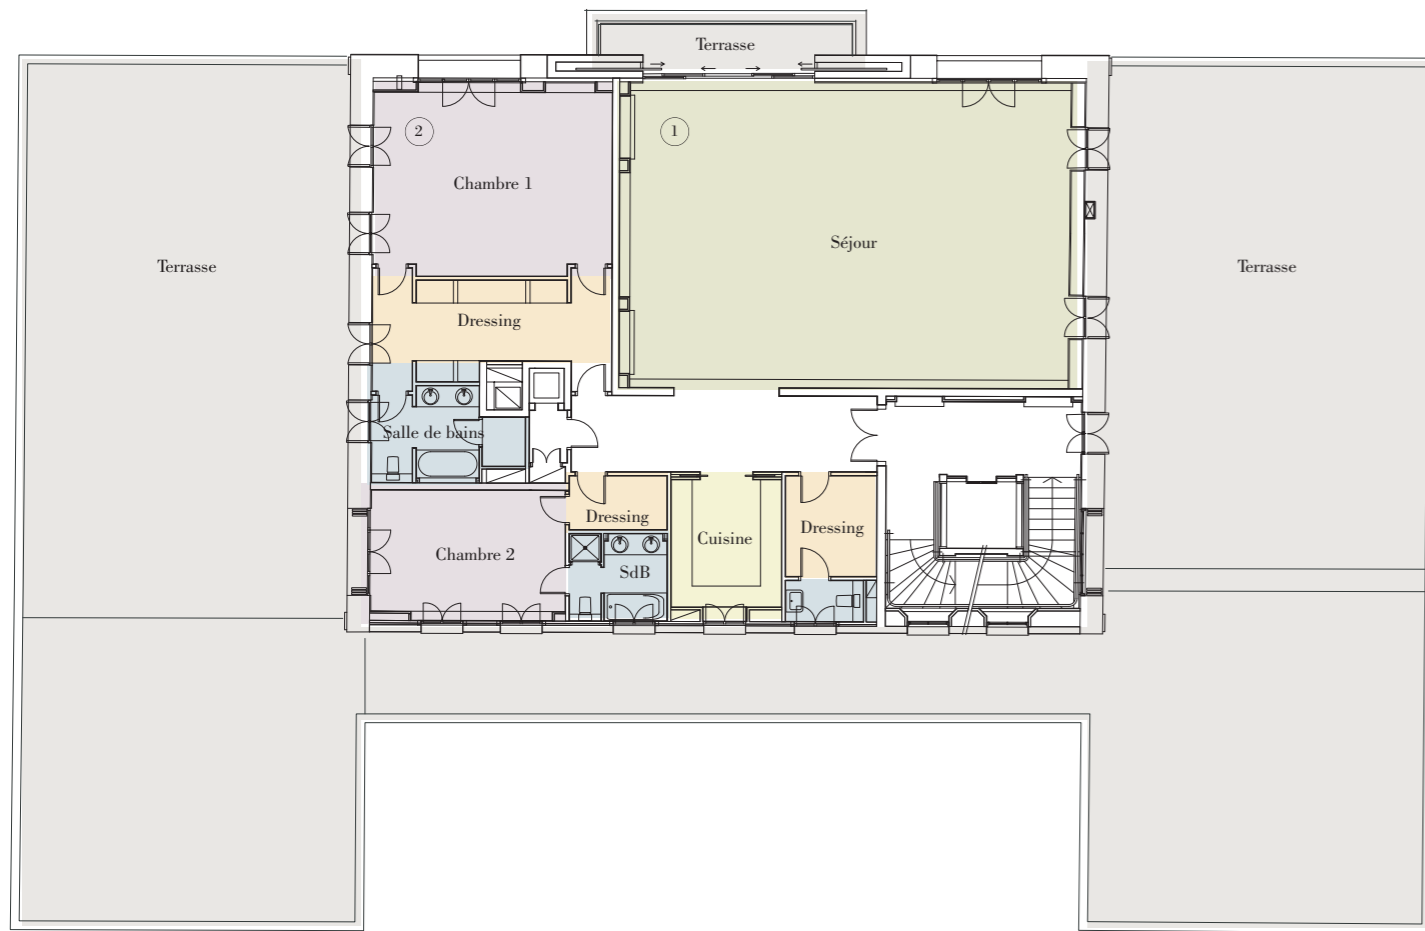 Terrasse
2
1
Chambre 1
Séjour
Terrasse
Terrasse
Dressing
Salle de bains
Dressing
Dressing
Cuisine
Chambre 2
SdB